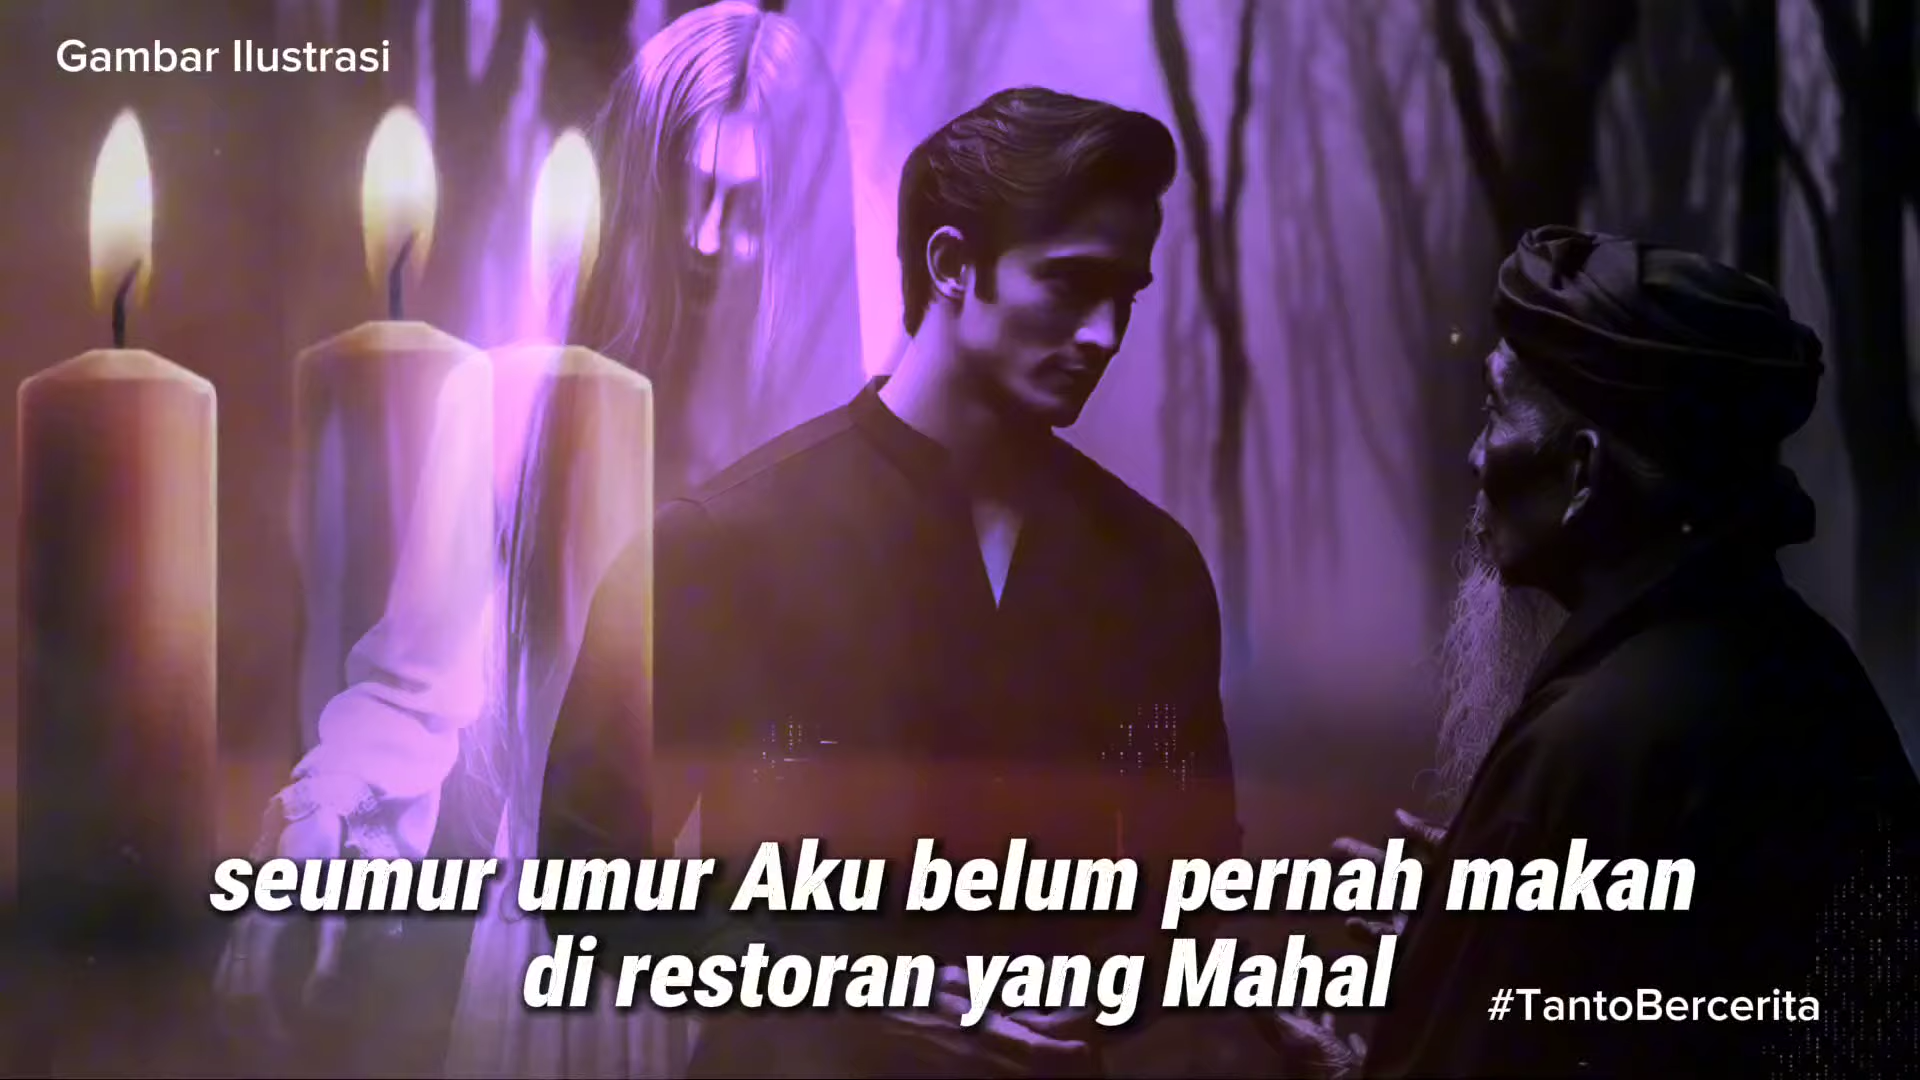 Gambar Ilustrasi
seumur umur Aku belum pernah makan
di restoran yang Mahal
#TantoBercerita